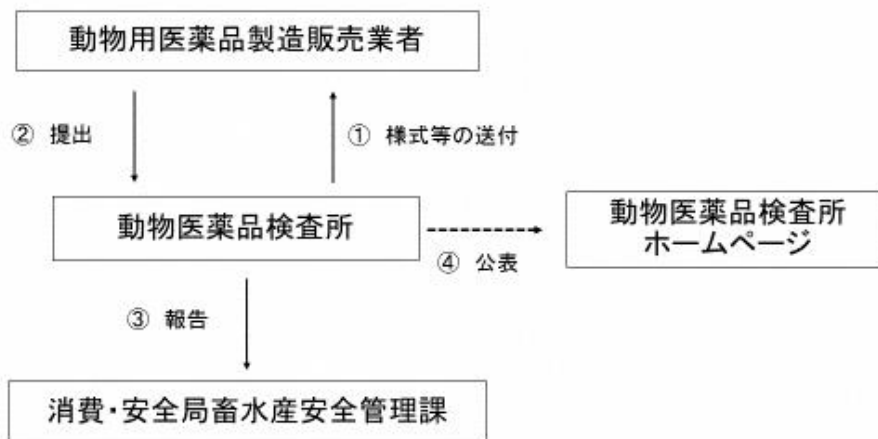 動物用医薬品製造販売業者
② 提出
① 様式等の送付
動物医薬品検査所
動物医薬品検査所
ホームページ
④ 公表
③ 報告
消費・安全局畜水産安全管理課